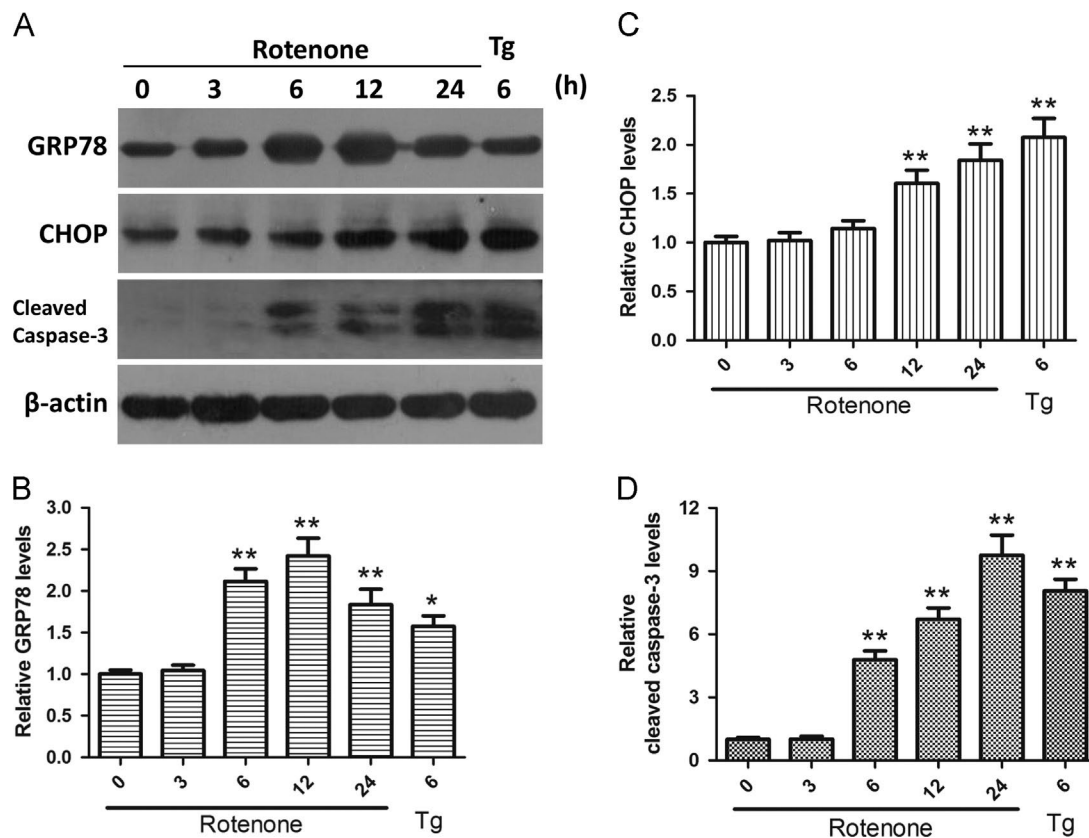 A
Rotenone Tg
0 3 6 12 24 6 (h)
GRP78
CHOP
Cleaved
Caspase-3
β-actin
B
Relative GRP78 levels
3.0
2.5
2.0
1.5
1.0
0.5
0.0
** ** ** *
0 3 6 12 24 6
Rotenone Tg
C
Relative CHOP levels
2.5
2.0
1.5
1.0
0.5
0.0
** ** **
0 3 6 12 24 6
Rotenone Tg
D
Relative
cleaved caspase-3 levels
12
9
6
3
0
** ** ** **
0 3 6 12 24 6
Rotenone Tg